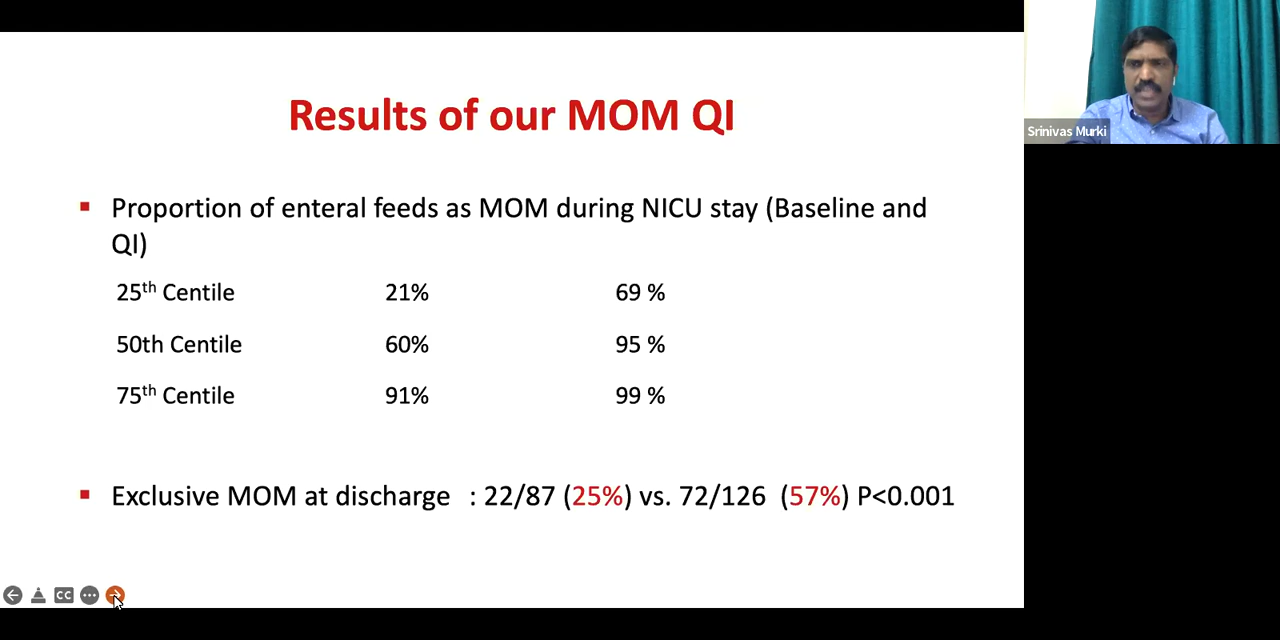 Results of our MOM QI
Srinivas Murki
▪ Proportion of enteral feeds as MOM during NICU stay (Baseline and
QI)
25th Centile 21% 69 %
50th Centile 60% 95 %
75th Centile 91% 99 %
▪ Exclusive MOM at discharge : 22/87 (25%) vs. 72/126 (57%) P<0.001
CC